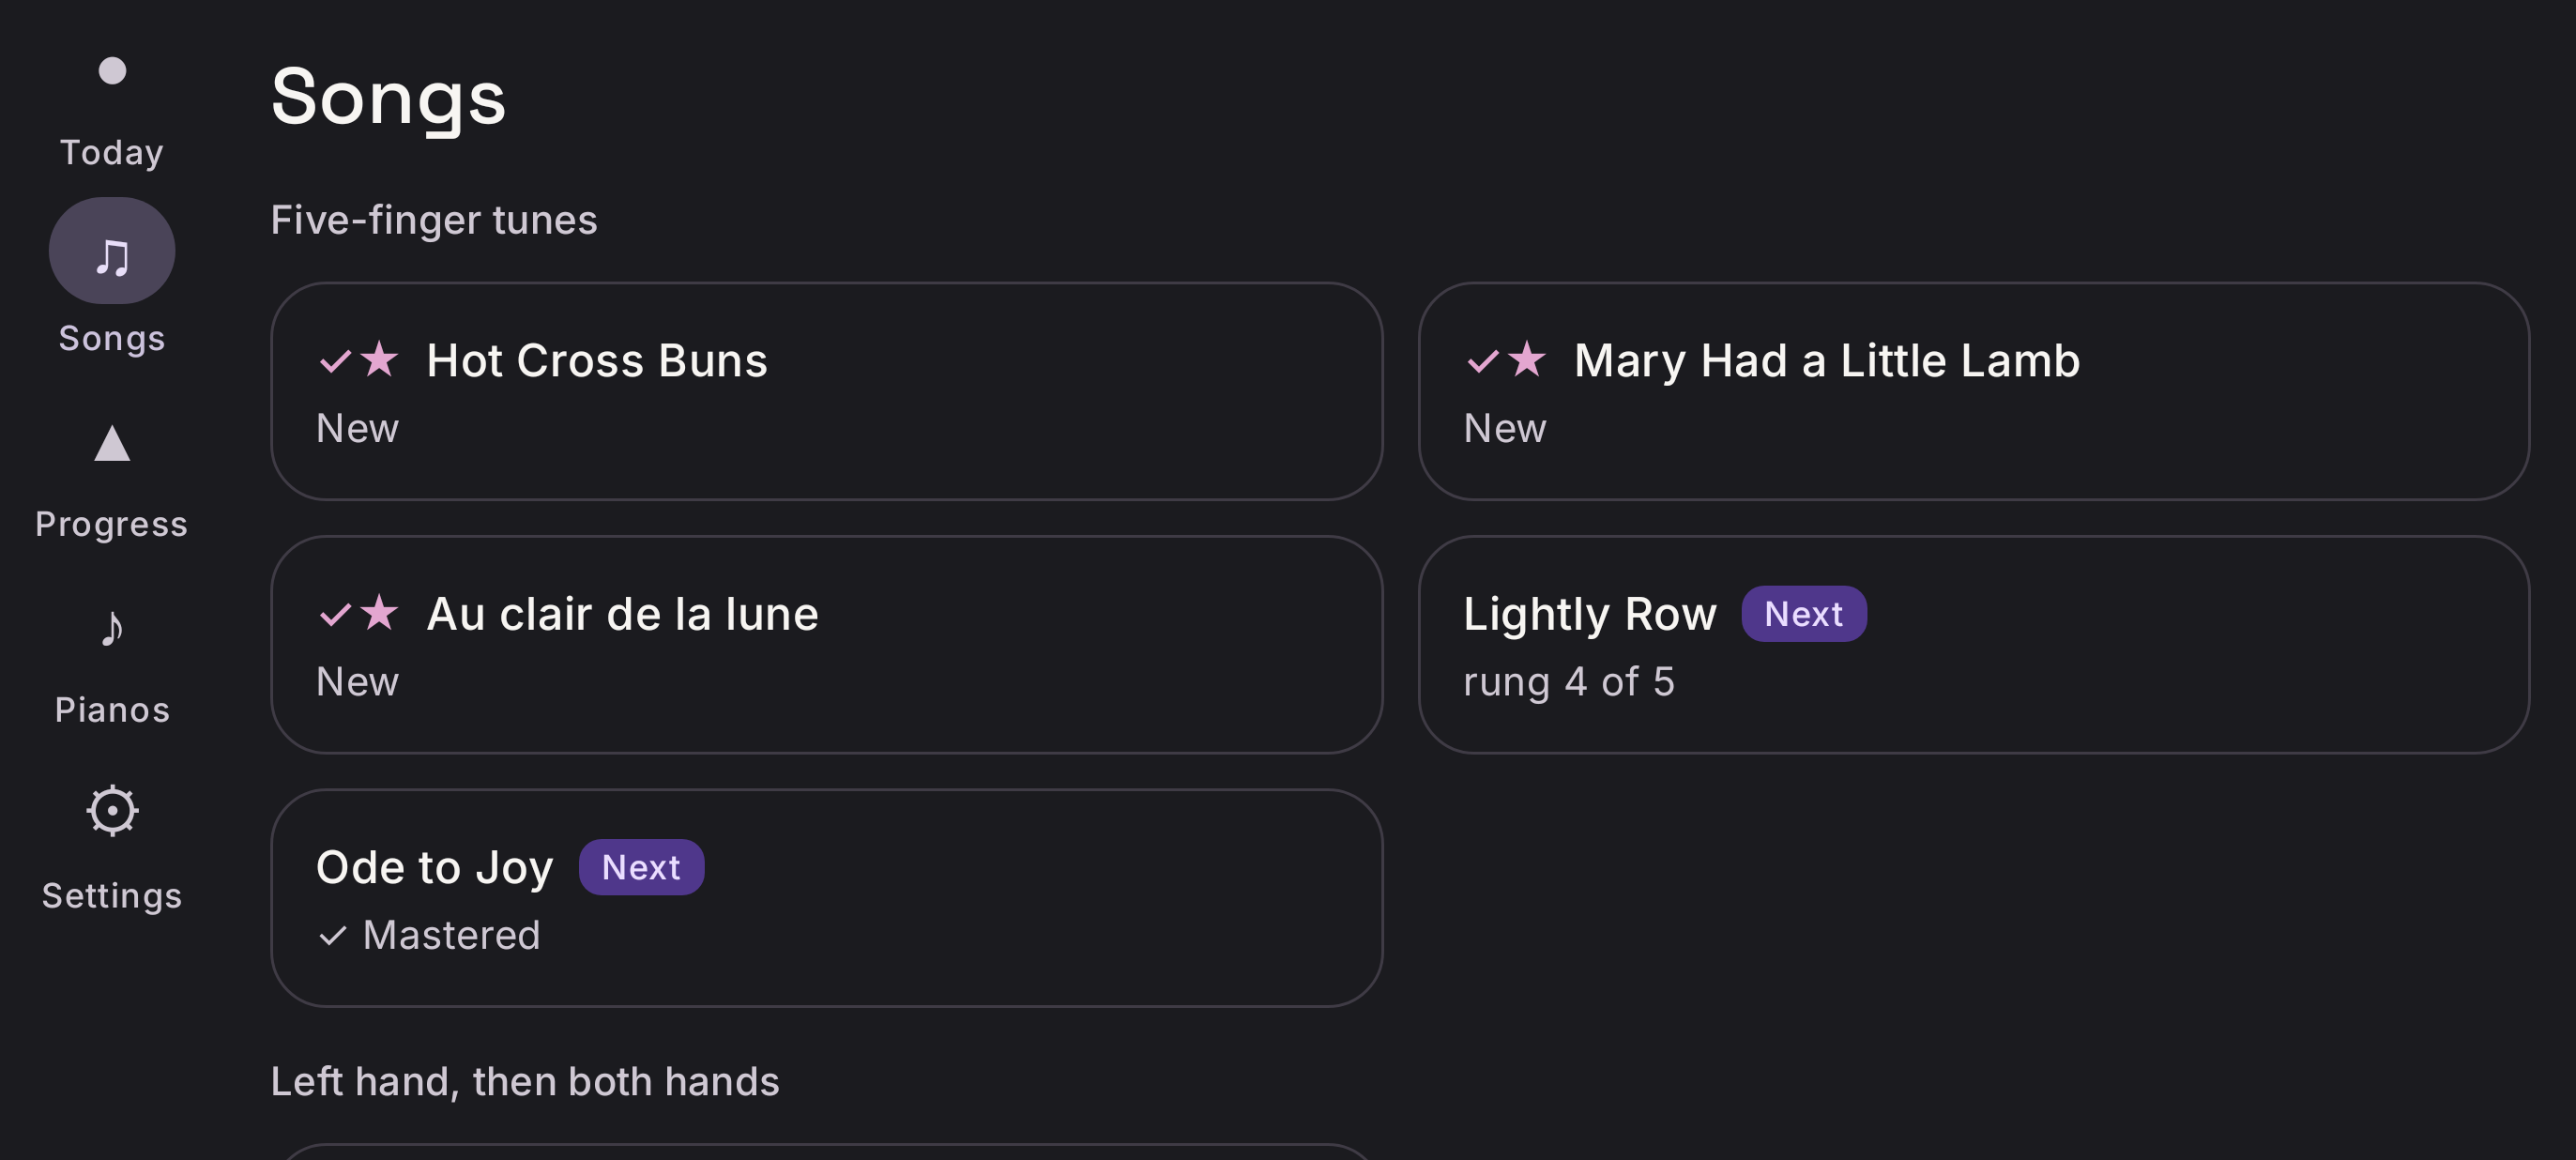 Today
Songs
Progress
Pianos
Settings
Songs
Five-finger tunes
✓★ Hot Cross Buns
New
✓★ Mary Had a Little Lamb
New
✓★ Au clair de la lune
New
Lightly Row Next
rung 4 of 5
Ode to Joy Next
✓ Mastered
Left hand, then both hands